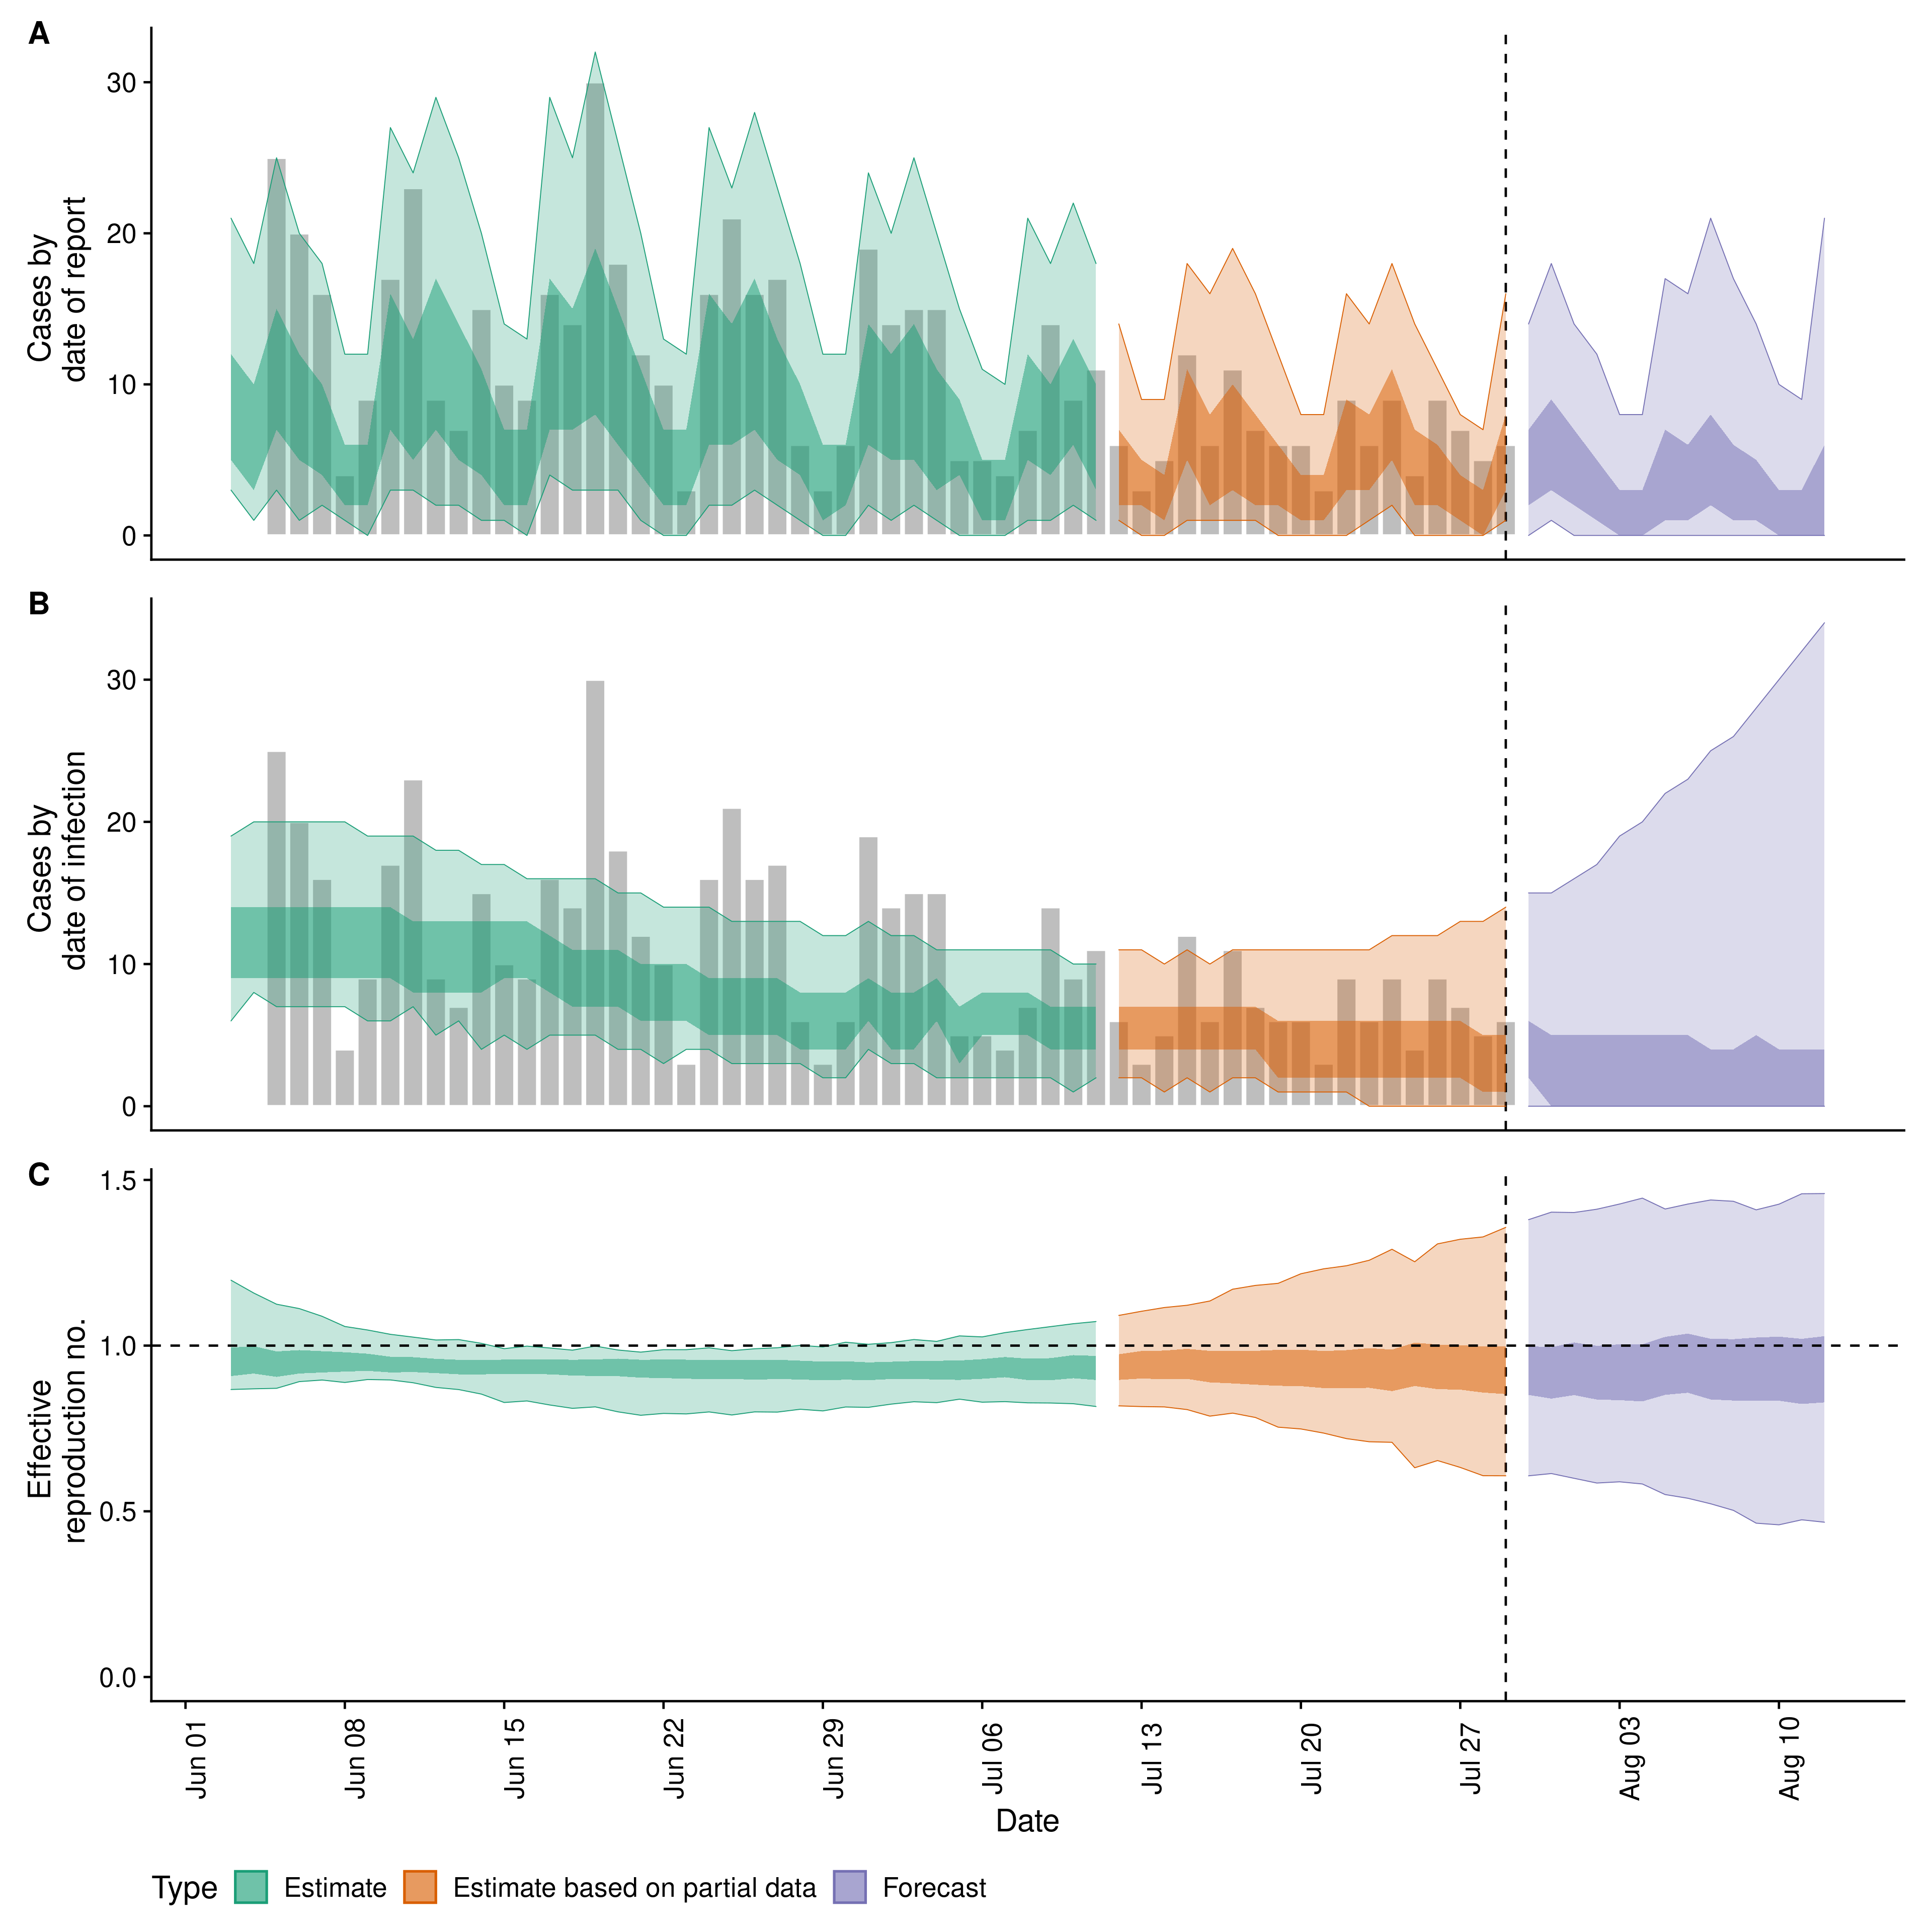 A
30
20
10
0
Cases by
date of report
B
30
20
10
0
Cases by
date of infection
C
1.5
1.0
0.5
0.0
Effective
reproduction no.
Jun 01
Jun 08
Jun 15
Jun 22
Jun 29
Jul 06
Jul 13
Jul 20
Jul 27
Aug 03
Aug 10
Date
Type Estimate Estimate based on partial data Forecast